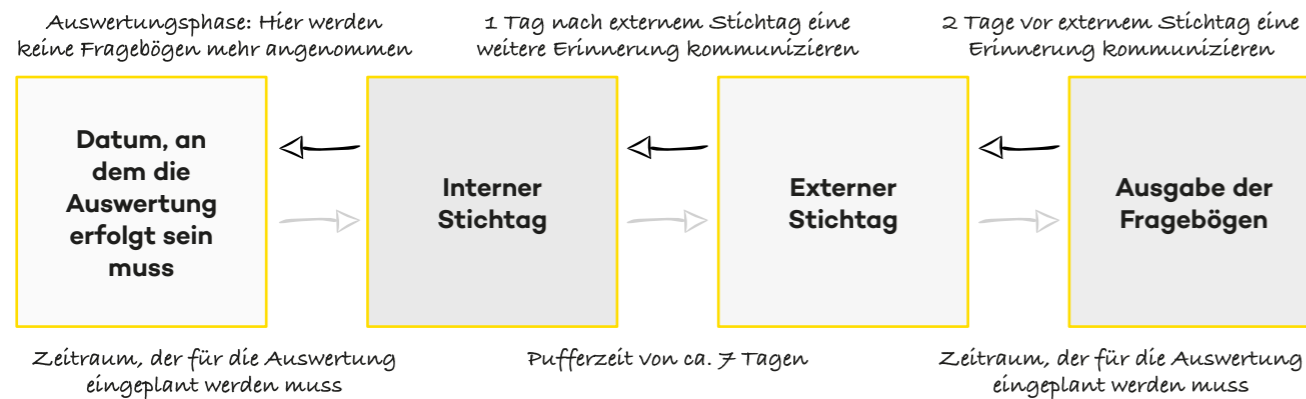 Auswertungsphase: Hier werden
keine Fragebögen mehr angenommen
1 Tag nach externem Stichtag eine
weitere Erinnerung kommunizieren
2 Tage vor externem Stichtag eine
Erinnerung kommunizieren
Datum, an
dem die
Auswertung
erfolgt sein
muss
Interner
Stichtag
Externer
Stichtag
Ausgabe der
Fragebögen
Zeitraum, der für die Auswertung
eingeplant werden muss
Pufferzeit von ca. 7 Tagen
Zeitraum, der für die Auswertung
eingeplant werden muss